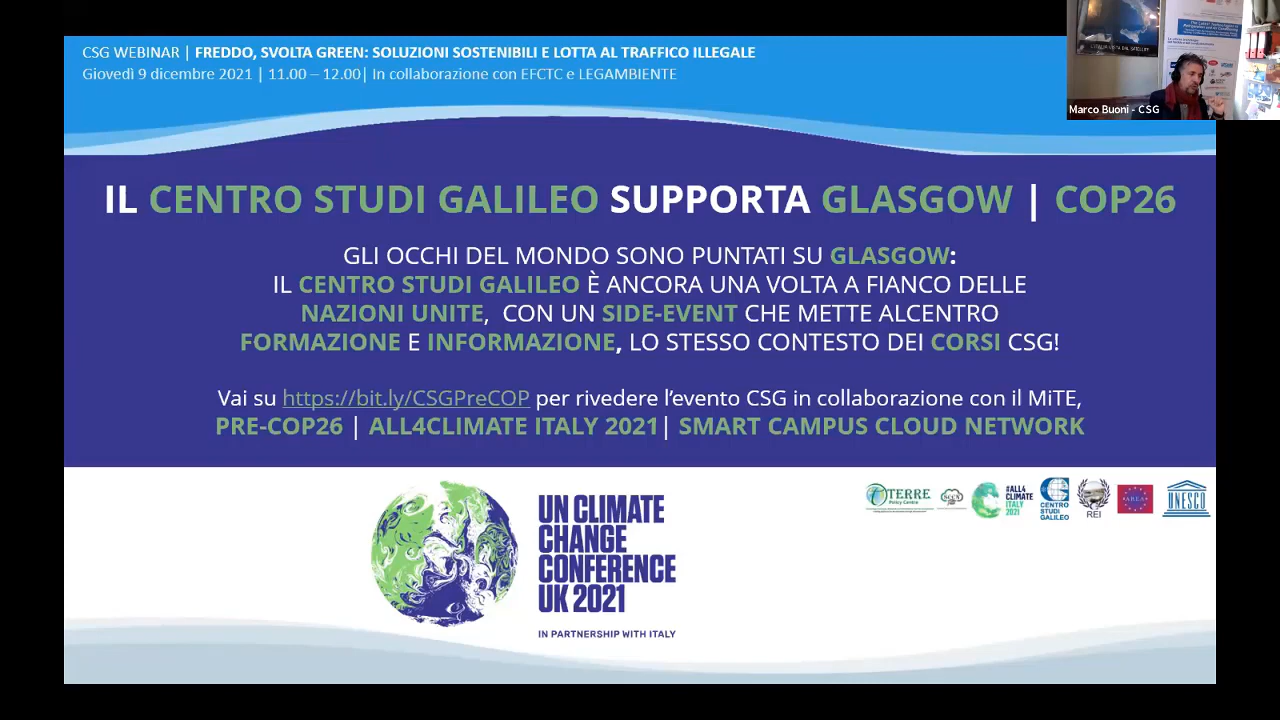 CSG WEBINAR | FREDDO, SVOLTA GREEN: SOLUZIONI SOSTENIBILI E LOTTA AL TRAFFICO ILLEGALE
Giovedì 9 dicembre 2021 | 11.00 – 12.00| In collaborazione con EFCTC e LEGAMBIENTE
Marco Buoni - CSG
IL CENTRO STUDI GALILEO SUPPORTA GLASGOW | COP26
GLI OCCHI DEL MONDO SONO PUNTATI SU GLASGOW:
IL CENTRO STUDI GALILEO È ANCORA UNA VOLTA A FIANCO DELLE
NAZIONI UNITE, CON UN SIDE-EVENT CHE METTE ALCENTRO
FORMAZIONE E INFORMAZIONE, LO STESSO CONTESTO DEI CORSI CSG!
Vai su https://bit.ly/CSGPreCOP per rivedere l'evento CSG in collaborazione con il MiTE,
PRE-COP26 | ALL4CLIMATE ITALY 2021| SMART CAMPUS CLOUD NETWORK
TERRE
Policy Centre
#ALL4
CLIMATE
ITALY
2021
CENTRO
STUDI
GALILEO
REI
AREA
UNESCO
UN CLIMATE
CHANGE
CONFERENCE
UK 2021
IN PARTNERSHIP WITH ITALY